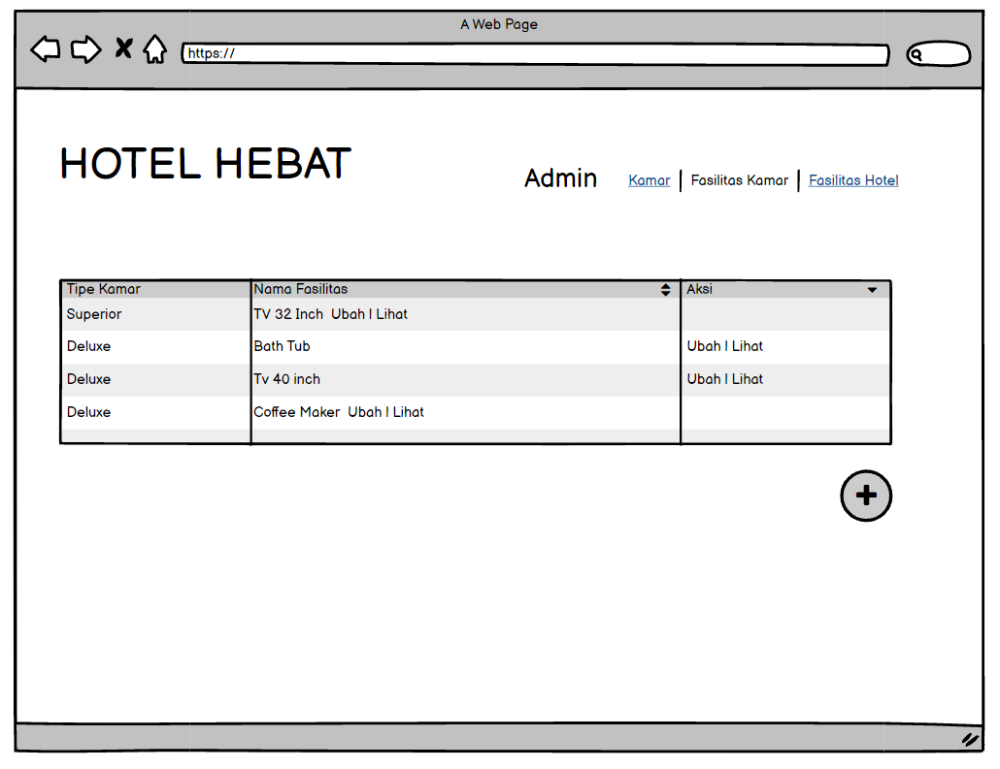 A Web Page
https://
HOTEL HEBAT
Admin Kamar | Fasilitas Kamar | Fasilitas Hotel
Tipe Kamar Nama Fasilitas Aksi
Superior TV 32 Inch Ubah | Lihat
Deluxe Bath Tub Ubah | Lihat
Deluxe Tv 40 inch Ubah | Lihat
Deluxe Coffee Maker Ubah | Lihat